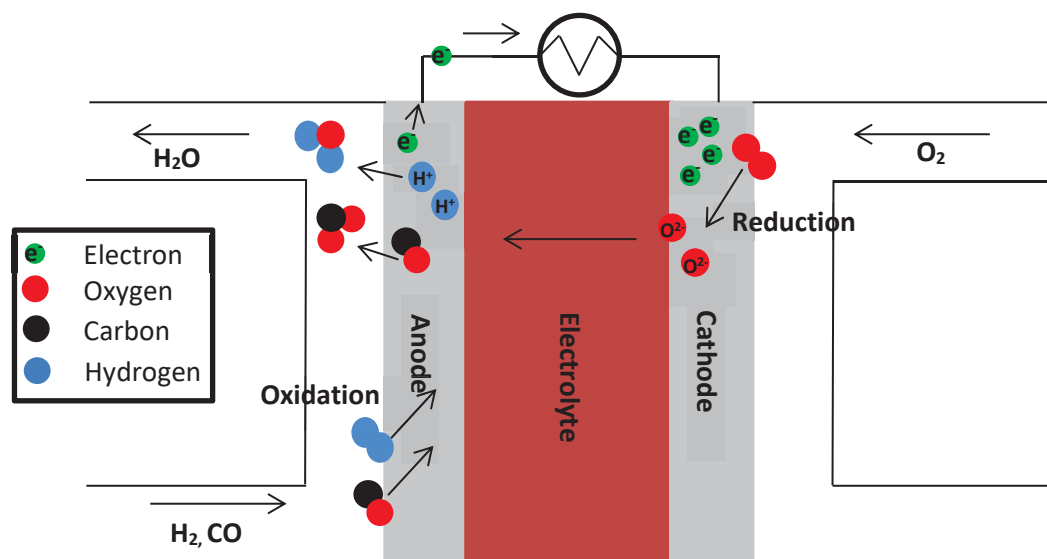 e⁻
H₂O
O₂
e⁻
e⁻
e⁻
e⁻
e⁻
H⁺
H⁺
Reduction
O²⁻
O²⁻
e⁻ Electron
Oxygen
Carbon
Hydrogen
Anode
Electrolyte
Cathode
Oxidation
H₂, CO